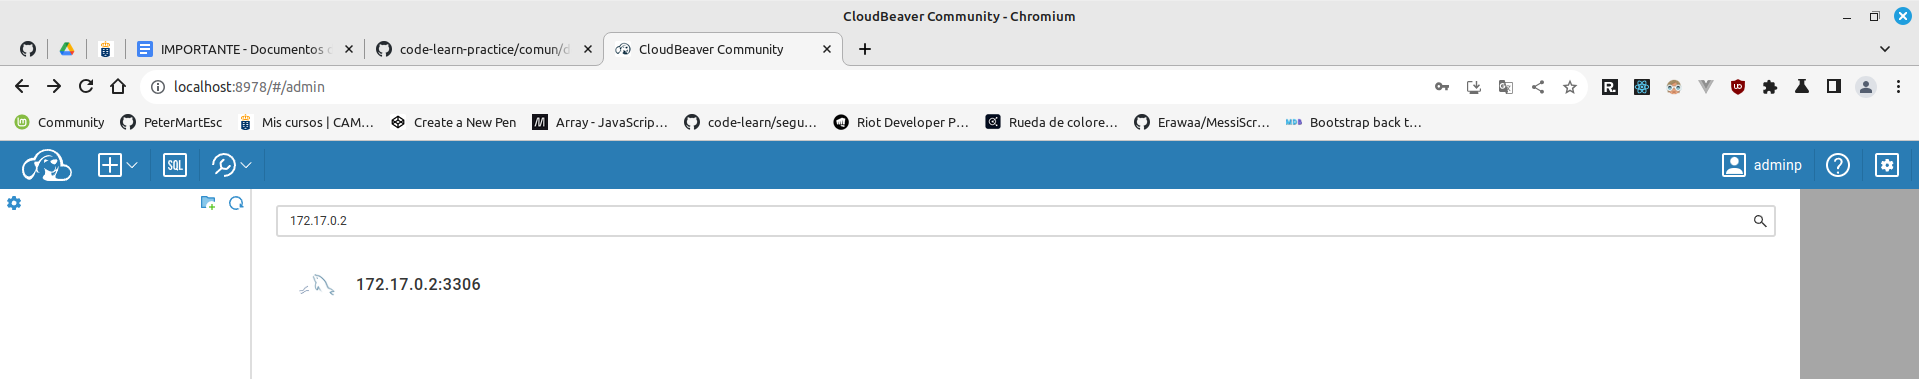 CloudBeaver Community - Chromium
IMPORTANTE - Documentos d
code-learn-practice/comun/d
CloudBeaver Community
localhost:8978/#/admin
Community
PeterMartEsc
Mis cursos | CAM...
Create a New Pen
Array - JavaScrip...
code-learn/segu...
Riot Developer P...
Rueda de colore...
Erawaa/MessiScr...
MDB
Bootstrap back t...
SQL
adminp
172.17.0.2
172.17.0.2:3306